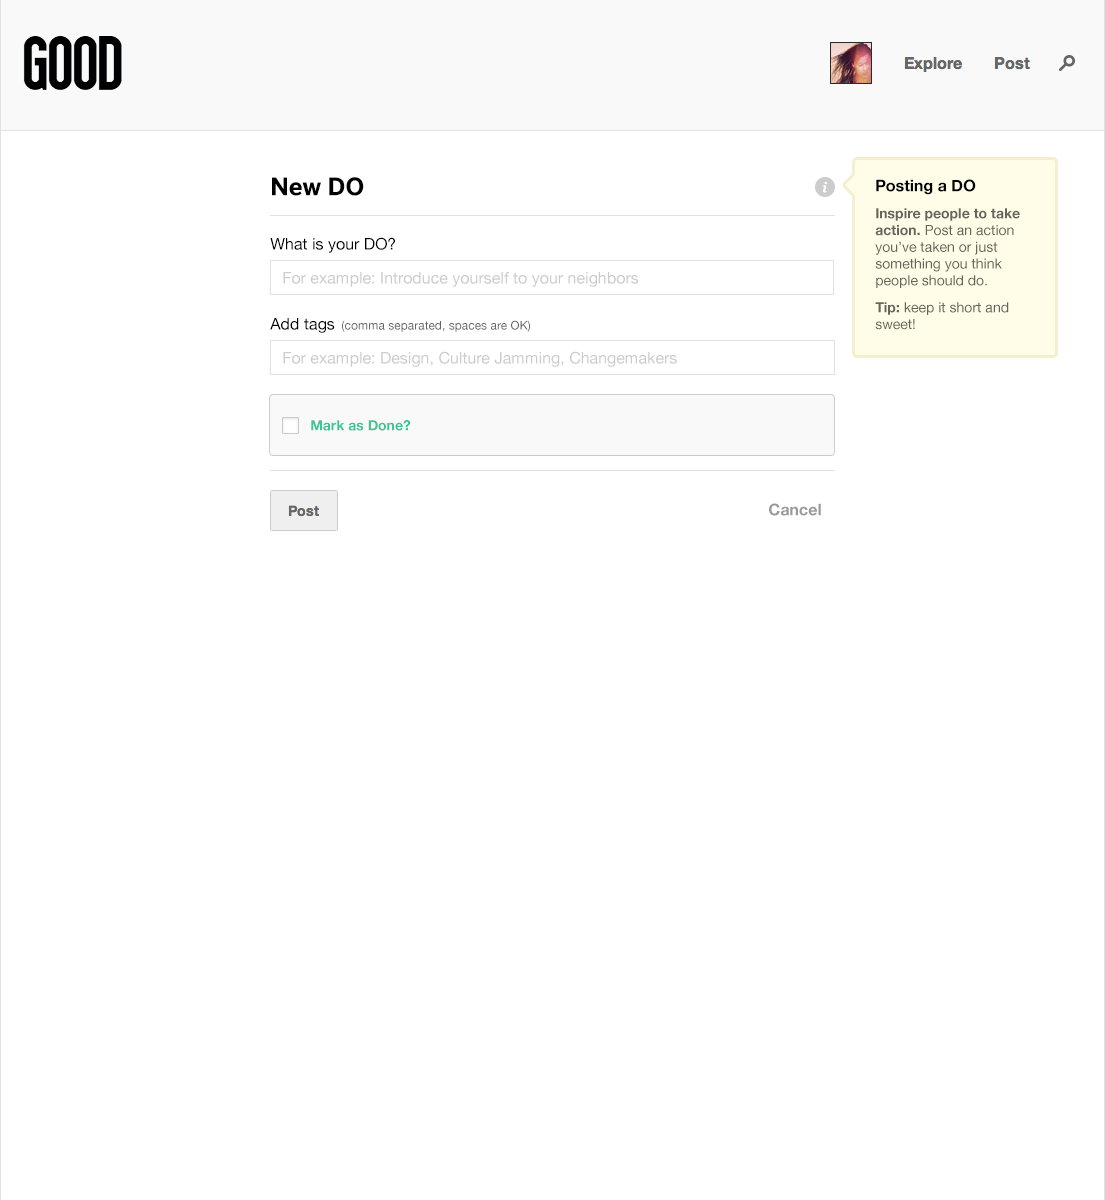 GOOD
Explore
Post
New DO
i
What is your DO?
For example: Introduce yourself to your neighbors
Add tags (comma separated, spaces are OK)
For example: Design, Culture Jamming, Changemakers
Mark as Done?
Post
Cancel
Posting a DO
Inspire people to take
action. Post an action
you've taken or just
something you think
people should do.
Tip: keep it short and
sweet!